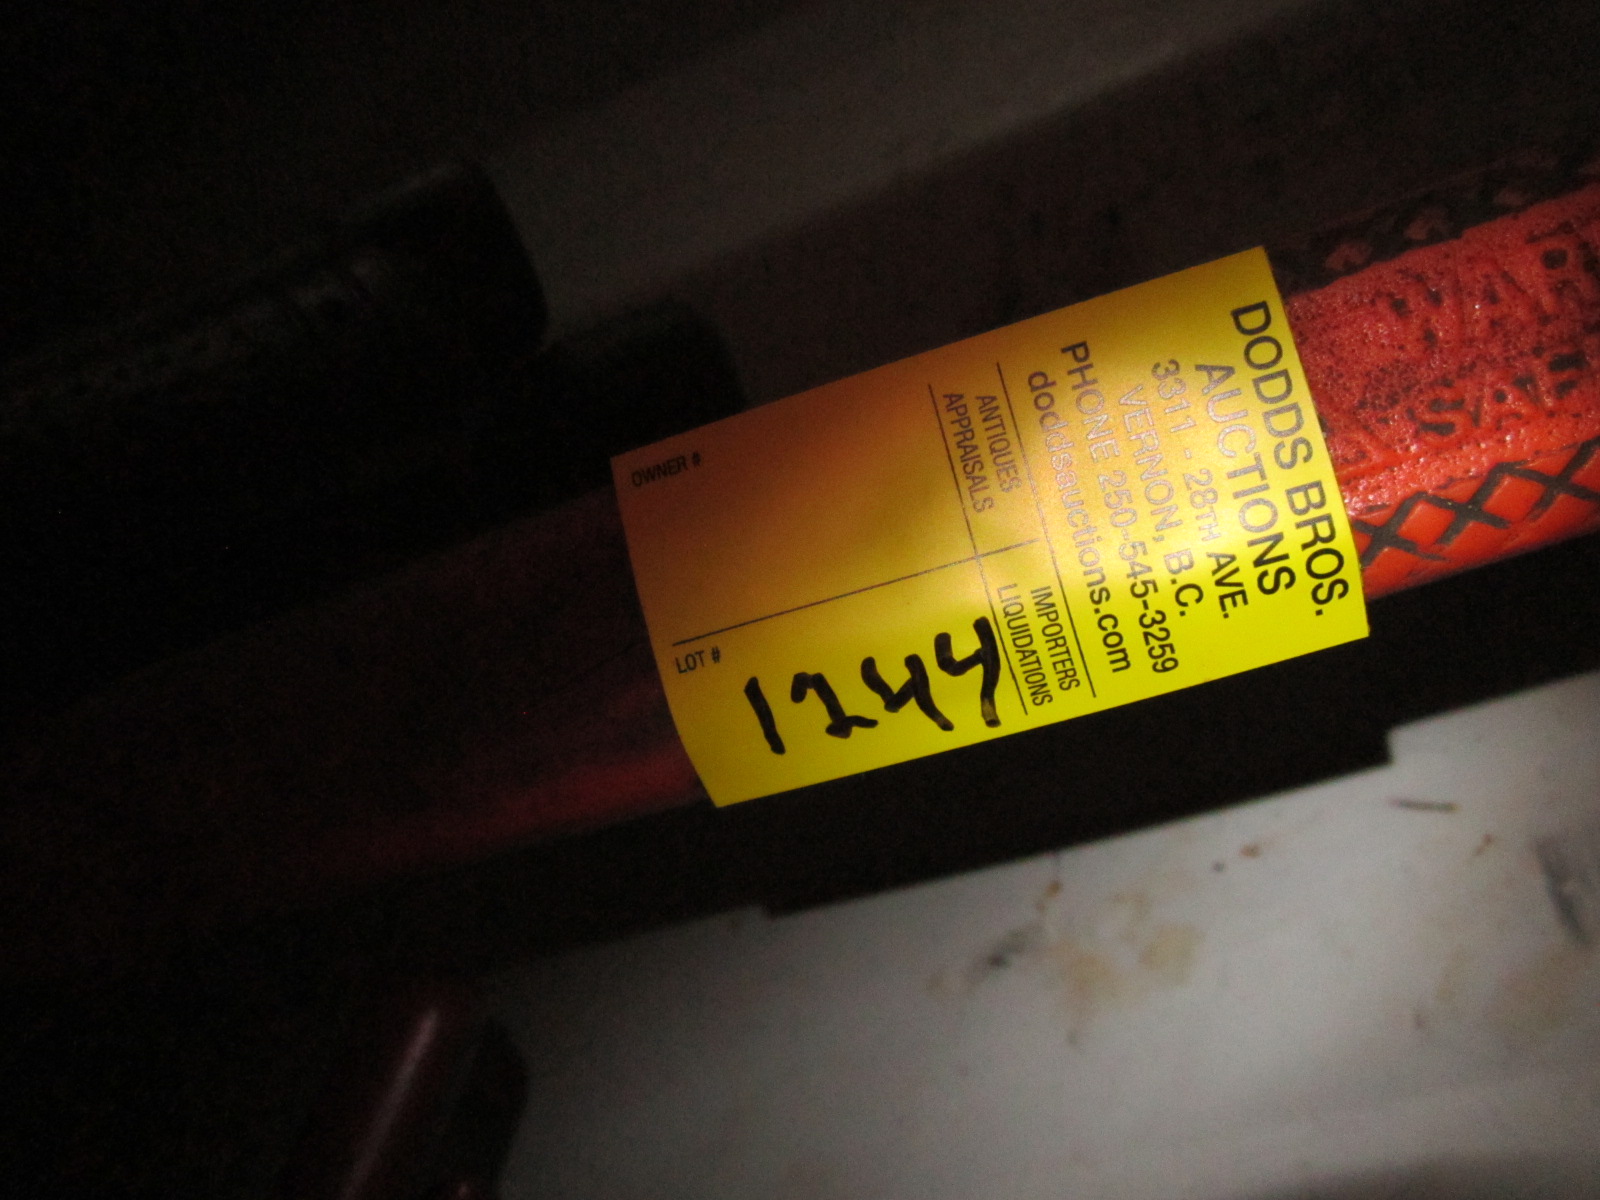 DODDS BROS.
AUCTIONS
3311 - 28TH AVE.
VERNON, B.C.
PHONE 250-545-3259
doddsauctions.com
ANTIQUES
APPRAISALS
IMPORTERS
LIQUIDATIONS
OWNER #
LOT #
1244